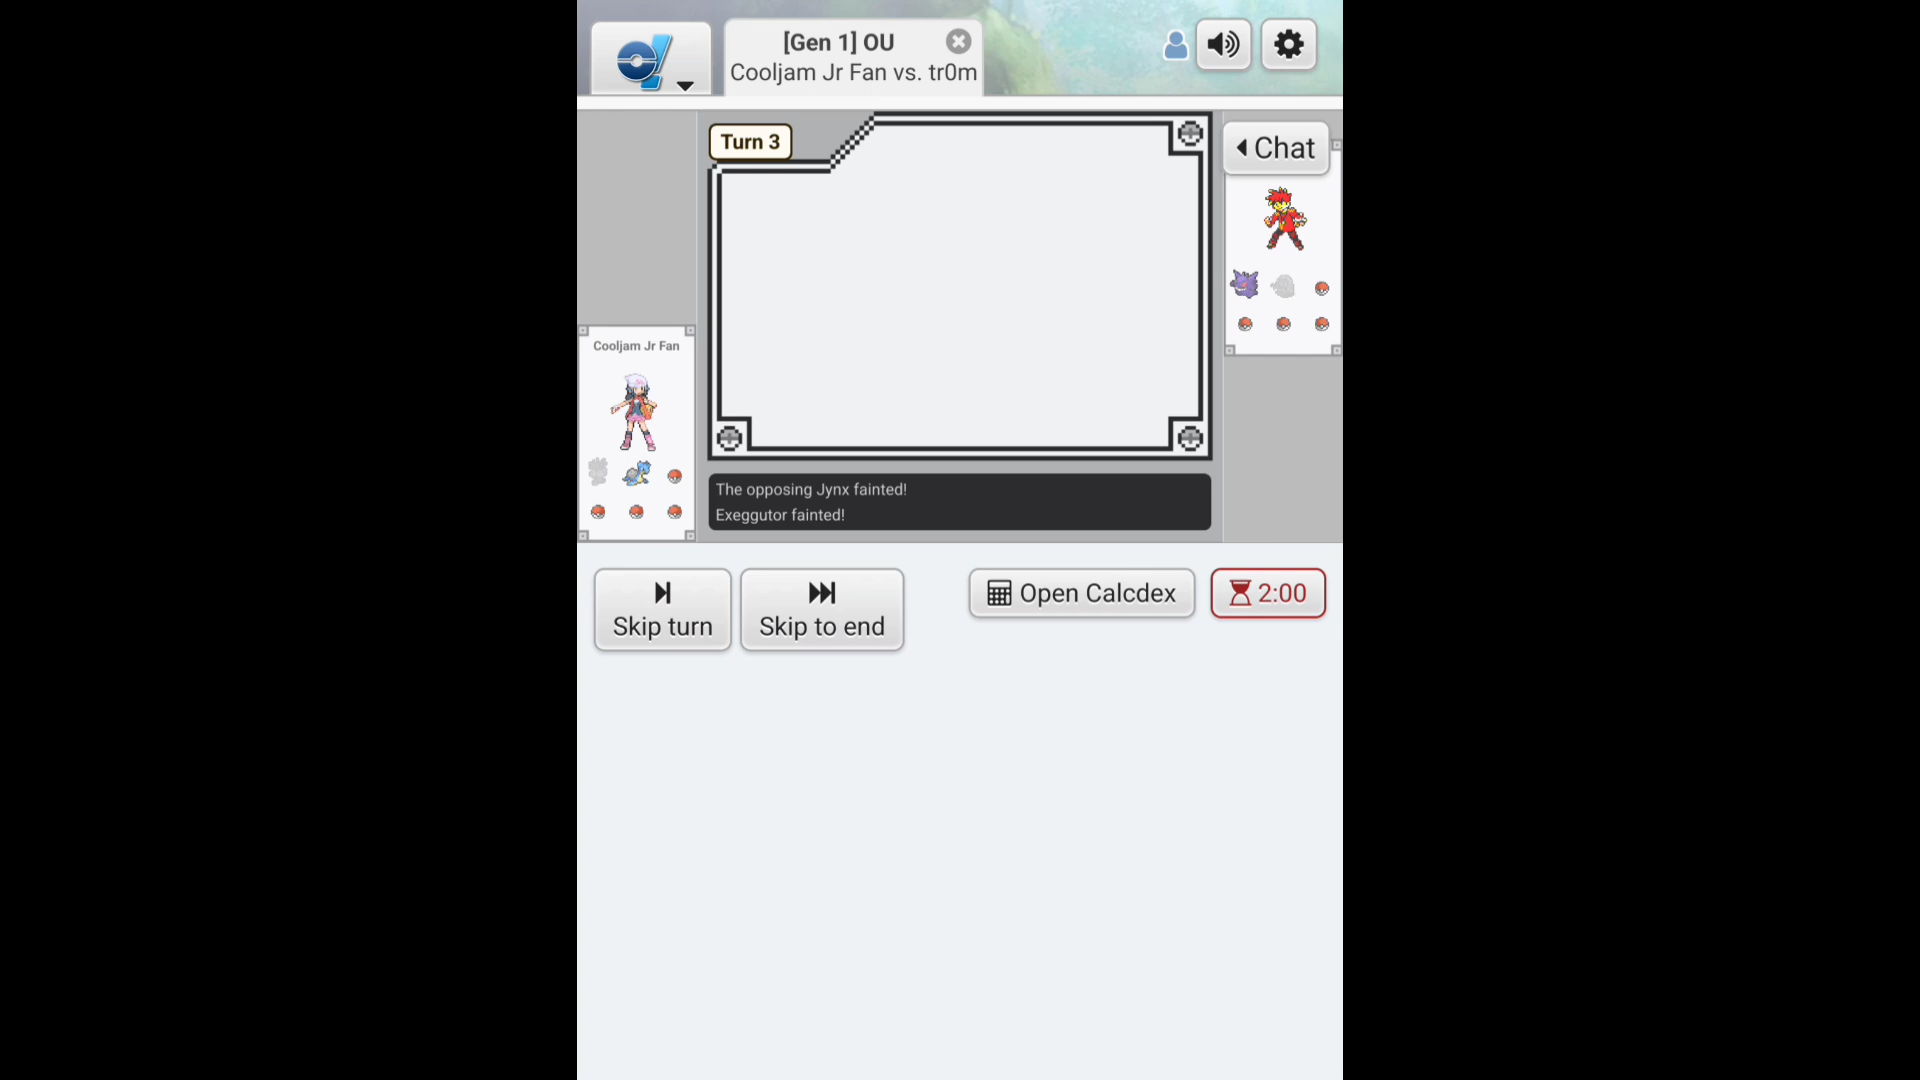 [Gen 1] OU
Cooljam Jr Fan vs. tr0m
Turn 3
Chat
Cooljam Jr Fan
The opposing Jynx fainted!
Exeggutor fainted!
Skip turn
Skip to end
Open Calcdex
2:00